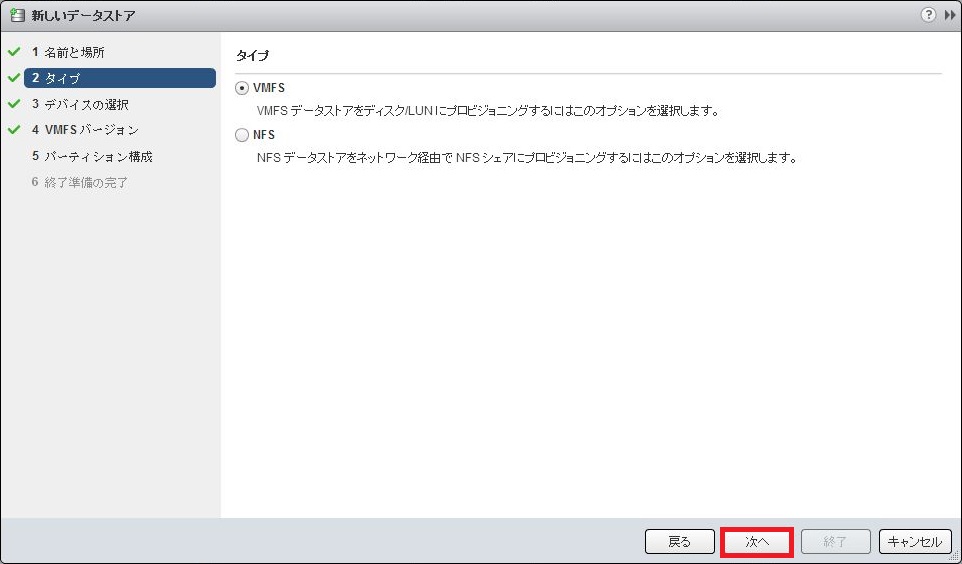 新しいデータストア
?
1 名前と場所
2 タイプ
3 デバイスの選択
4 VMFS バージョン
5 パーティション構成
6 終了準備の完了
タイプ
VMFS
VMFS データストアをディスク/LUN にプロビジョニングするにはこのオプションを選択します。
NFS
NFS データストアをネットワーク経由で NFS シェアにプロビジョニングするにはこのオプションを選択します。
戻る 次へ 終了 キャンセル